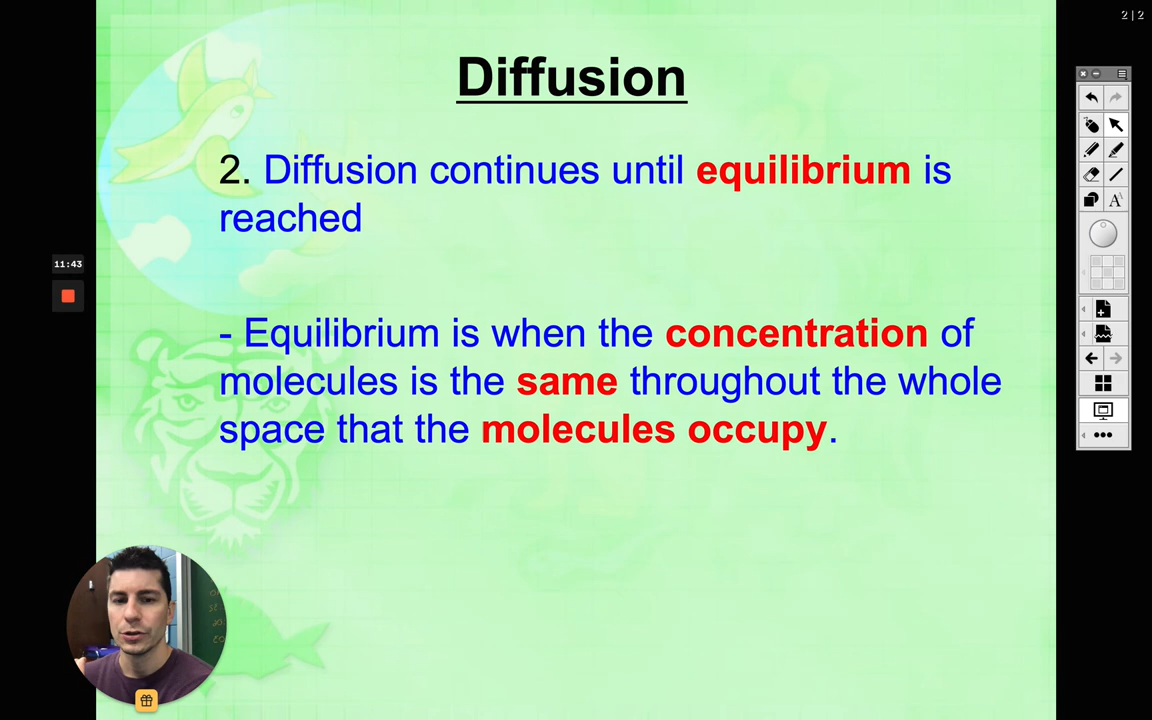 2 | 2
Diffusion
2. Diffusion continues until equilibrium is
reached
11:43
- Equilibrium is when the concentration of
molecules is the same throughout the whole
space that the molecules occupy.